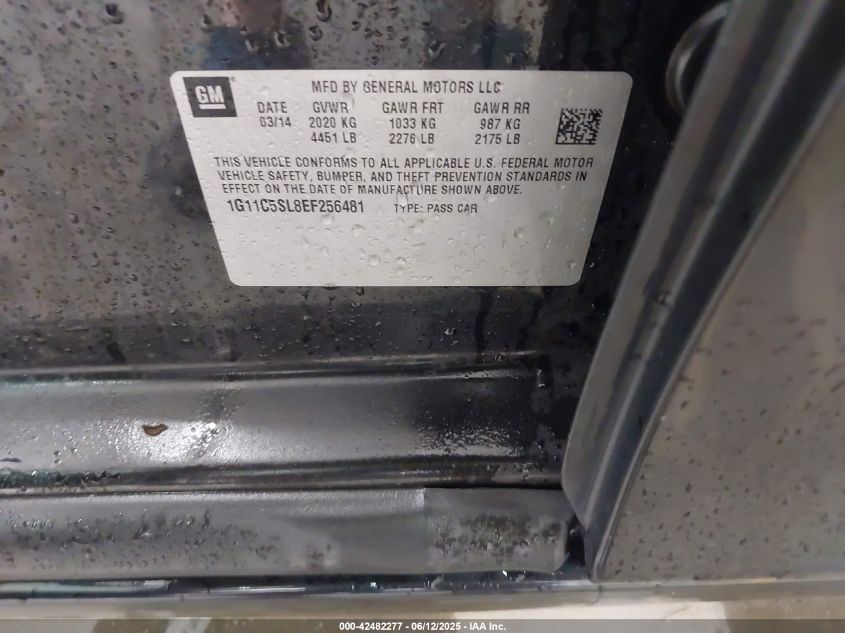 GM
MFD BY GENERAL MOTORS LLC
DATE GVWR GAWR FRT GAWR RR
03/14 2020 KG 1033 KG 987 KG
4451 LB 2276 LB 2175 LB
THIS VEHICLE CONFORMS TO ALL APPLICABLE U.S. FEDERAL MOTOR
VEHICLE SAFETY, BUMPER, AND THEFT PREVENTION STANDARDS IN
EFFECT ON THE DATE OF MANUFACTURE SHOWN ABOVE.
1G11C5SL8EF256481 TYPE: PASS CAR
000-42482277 - 06/12/2025 - IAA Inc.